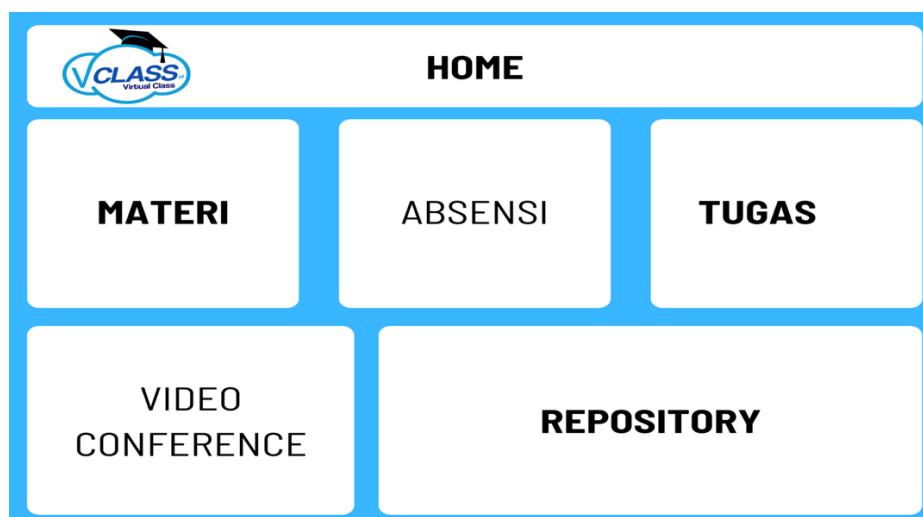 VCLASS
Virtual Class
HOME
MATERI
ABSENSI
TUGAS
VIDEO
CONFERENCE
REPOSITORY